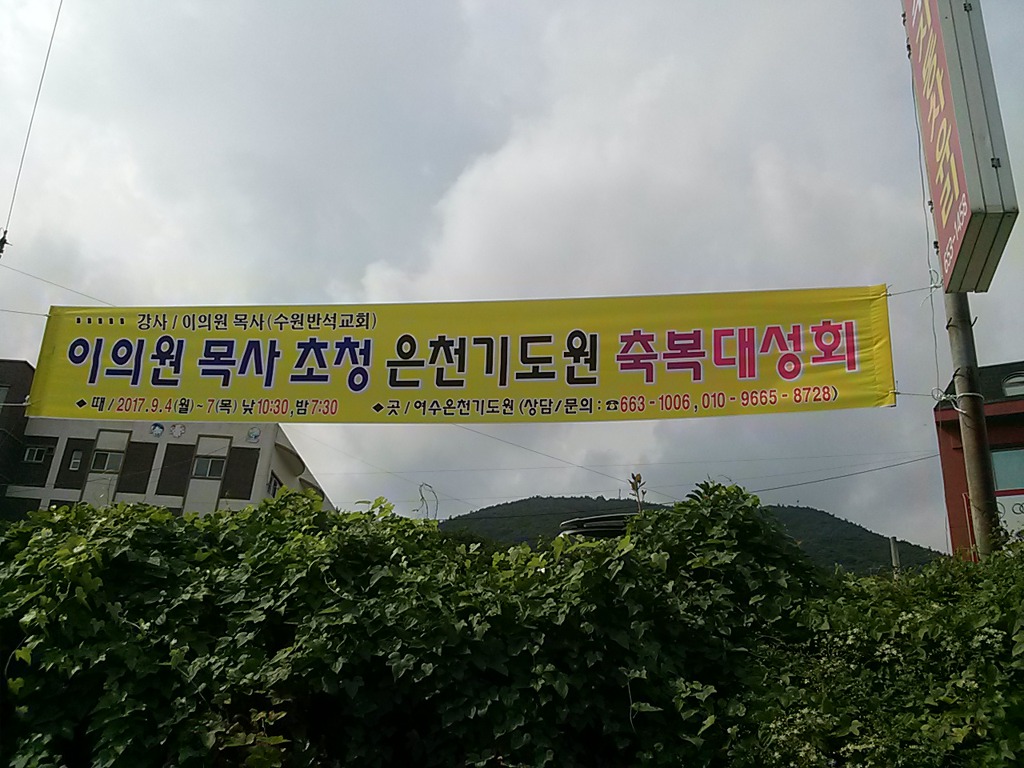 강사 / 이의원 목사(수원반석교회)
이의원 목사 초청 은천기도원 축복대성회
◆ 때 / 2017.9.4(월)~7(목) 낮10:30, 밤7:30 ◆ 곳 / 여수은천기도원 (상담/문의 : ☎663-1006, 010-9665-8728)